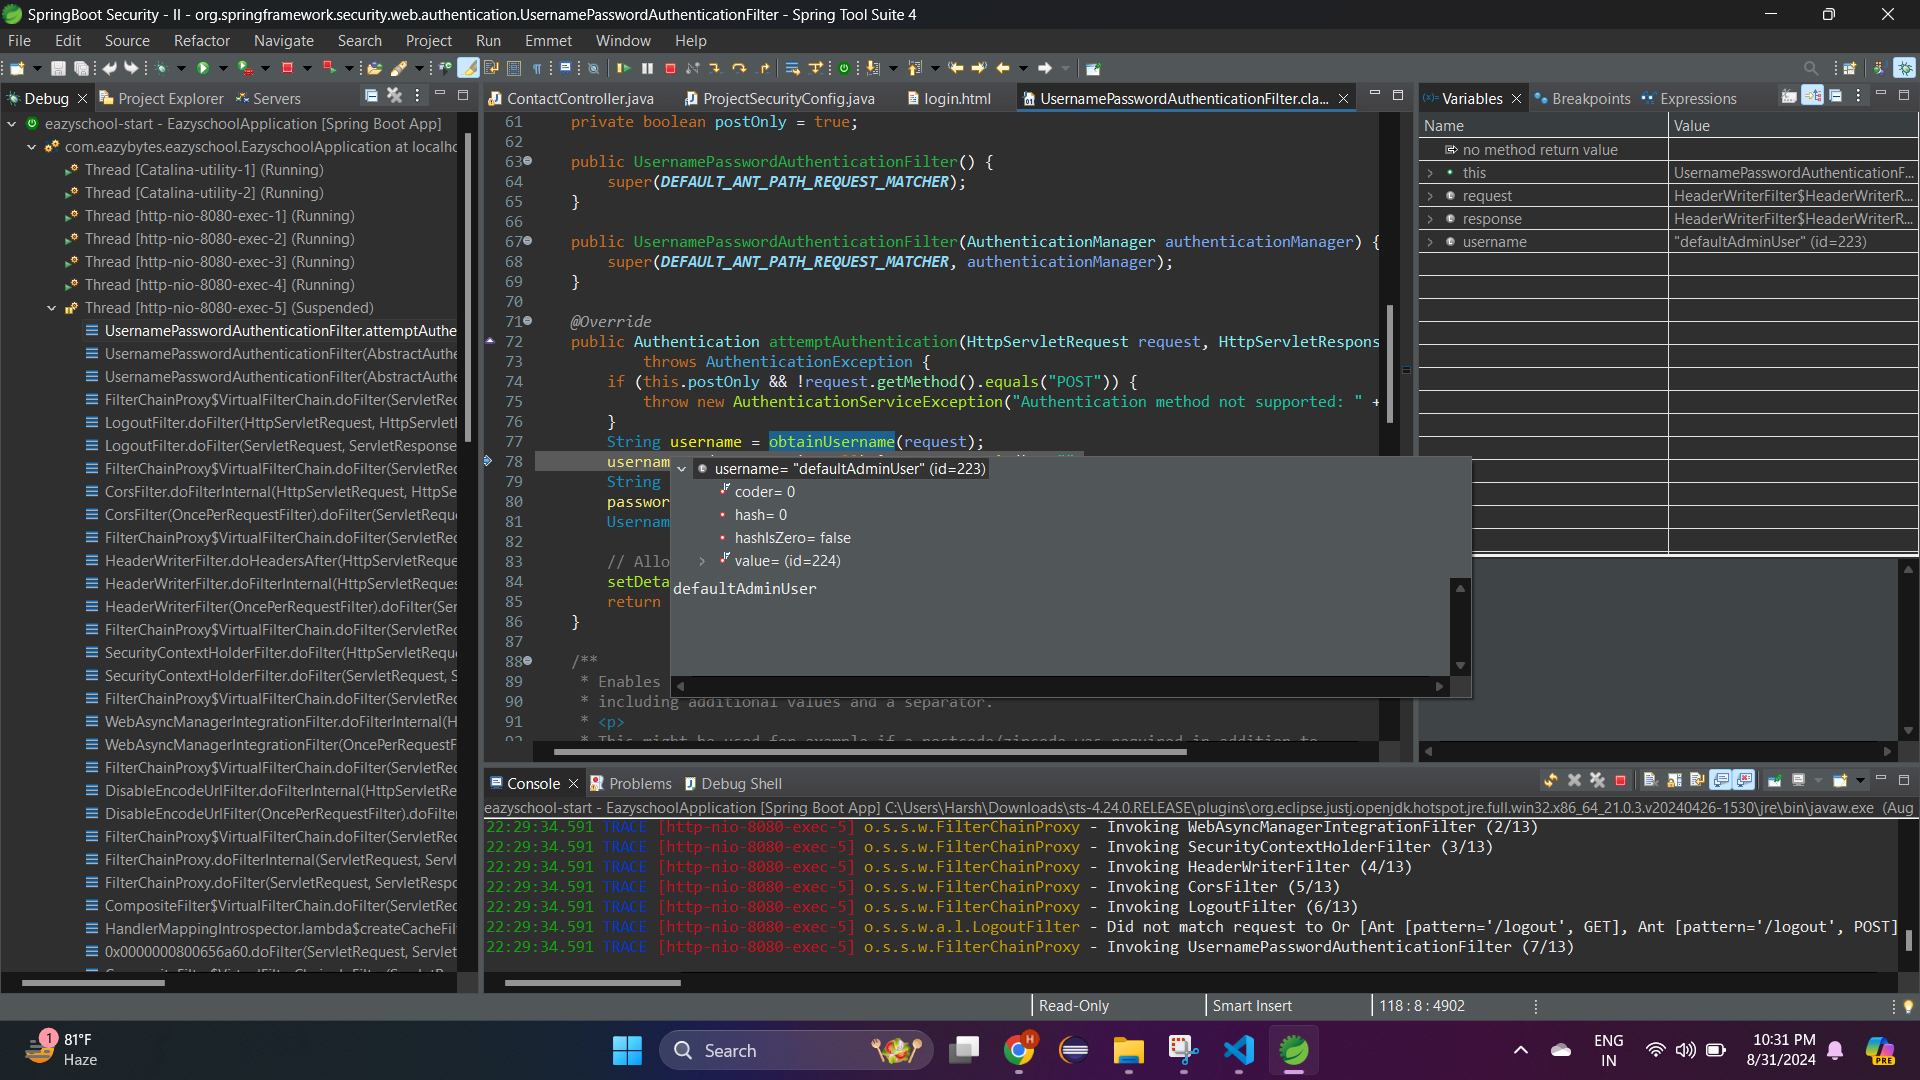 SpringBoot Security - II - org.springframework.security.web.authentication.UsernamePasswordAuthenticationFilter - Spring Tool Suite 4
File Edit Source Refactor Navigate Search Project Run Emmet Window Help
Debug Project Explorer Servers
eazyschool-start - EazyschoolApplication [Spring Boot App]
com.eazybytes.eazyschool.EazyschoolApplication at localho
Thread [Catalina-utility-1] (Running)
Thread [Catalina-utility-2] (Running)
Thread [http-nio-8080-exec-1] (Running)
Thread [http-nio-8080-exec-2] (Running)
Thread [http-nio-8080-exec-3] (Running)
Thread [http-nio-8080-exec-4] (Running)
Thread [http-nio-8080-exec-5] (Suspended)
UsernamePasswordAuthenticationFilter.attemptAuthe
UsernamePasswordAuthenticationFilter(AbstractAuthe
UsernamePasswordAuthenticationFilter(AbstractAuthe
FilterChainProxy$VirtualFilterChain.doFilter(ServletRec
LogoutFilter.doFilter(HttpServletRequest, HttpServletF
LogoutFilter.doFilter(ServletRequest, ServletResponse
FilterChainProxy$VirtualFilterChain.doFilter(ServletRec
CorsFilter.doFilterInternal(HttpServletRequest, HttpSe
CorsFilter(OncePerRequestFilter).doFilter(ServletRequ
FilterChainProxy$VirtualFilterChain.doFilter(ServletRec
HeaderWriterFilter.doHeadersAfter(HttpServletReque
HeaderWriterFilter.doFilterInternal(HttpServletReques
HeaderWriterFilter(OncePerRequestFilter).doFilter(Ser
FilterChainProxy$VirtualFilterChain.doFilter(ServletRec
SecurityContextHolderFilter.doFilter(HttpServletRequ
SecurityContextHolderFilter.doFilter(ServletRequest, S
FilterChainProxy$VirtualFilterChain.doFilter(ServletRec
WebAsyncManagerIntegrationFilter.doFilterInternal(H
WebAsyncManagerIntegrationFilter(OncePerRequestF
FilterChainProxy$VirtualFilterChain.doFilter(ServletRec
DisableEncodeUrlFilter.doFilterInternal(HttpServletReq
DisableEncodeUrlFilter(OncePerRequestFilter).doFilter
FilterChainProxy$VirtualFilterChain.doFilter(ServletRec
FilterChainProxy.doFilterInternal(ServletRequest, Servl
FilterChainProxy.doFilter(ServletRequest, ServletRespo
CompositeFilter$VirtualFilterChain.doFilter(ServletRec
HandlerMappingIntrospector.lambda$createCacheFil
0x0000000800656a60.doFilter(ServletRequest, Servlet
ContactController.java ProjectSecurityConfig.java login.html UsernamePasswordAuthenticationFilter.cla...
61 private boolean postOnly = true;
62
63 public UsernamePasswordAuthenticationFilter() {
64 super(DEFAULT_ANT_PATH_REQUEST_MATCHER);
65 }
66
67 public UsernamePasswordAuthenticationFilter(AuthenticationManager authenticationManager) {
68 super(DEFAULT_ANT_PATH_REQUEST_MATCHER, authenticationManager);
69 }
70
71 @Override
72 public Authentication attemptAuthentication(HttpServletRequest request, HttpServletRespons
73 throws AuthenticationException {
74 if (this.postOnly && !request.getMethod().equals("POST")) {
75 throw new AuthenticationServiceException("Authentication method not supported: " +
76 }
77 String username = obtainUsername(request);
78 usernam
79 String
80 passwor
81 Usernam
82
83 // Allo
84 setDeta
85 return
86 }
87
88 /**
89 * Enables
90 * including additional values and a separator.
91 * <p>
92 * This might be used for example if a postcode/zipcode was required in addition to
username= "defaultAdminUser" (id=223)
coder= 0
hash= 0
hashIsZero= false
value= (id=224)
defaultAdminUser
Variables Breakpoints Expressions
Name Value
no method return value
this UsernamePasswordAuthenticationF...
request HeaderWriterFilter$HeaderWriterR...
response HeaderWriterFilter$HeaderWriterR...
username "defaultAdminUser" (id=223)
Console Problems Debug Shell
eazyschool-start - EazyschoolApplication [Spring Boot App] C:\Users\Harsh\Downloads\sts-4.24.0.RELEASE\plugins\org.eclipse.justj.openjdk.hotspot.jre.full.win32.x86_64_21.0.3.v20240426-1530\jre\bin\javaw.exe (Aug
22:29:34.591 TRACE [http-nio-8080-exec-5] o.s.s.w.FilterChainProxy - Invoking WebAsyncManagerIntegrationFilter (2/13)
22:29:34.591 TRACE [http-nio-8080-exec-5] o.s.s.w.FilterChainProxy - Invoking SecurityContextHolderFilter (3/13)
22:29:34.591 TRACE [http-nio-8080-exec-5] o.s.s.w.FilterChainProxy - Invoking HeaderWriterFilter (4/13)
22:29:34.591 TRACE [http-nio-8080-exec-5] o.s.s.w.FilterChainProxy - Invoking CorsFilter (5/13)
22:29:34.591 TRACE [http-nio-8080-exec-5] o.s.s.w.FilterChainProxy - Invoking LogoutFilter (6/13)
22:29:34.591 TRACE [http-nio-8080-exec-5] o.s.s.w.a.l.LogoutFilter - Did not match request to Or [Ant [pattern='/logout', GET], Ant [pattern='/logout', POST]
22:29:34.591 TRACE [http-nio-8080-exec-5] o.s.s.w.FilterChainProxy - Invoking UsernamePasswordAuthenticationFilter (7/13)
Read-Only Smart Insert 118 : 8 : 4902
1
81°F
Haze
Search
H
PRE
ENG
IN
10:31 PM
8/31/2024